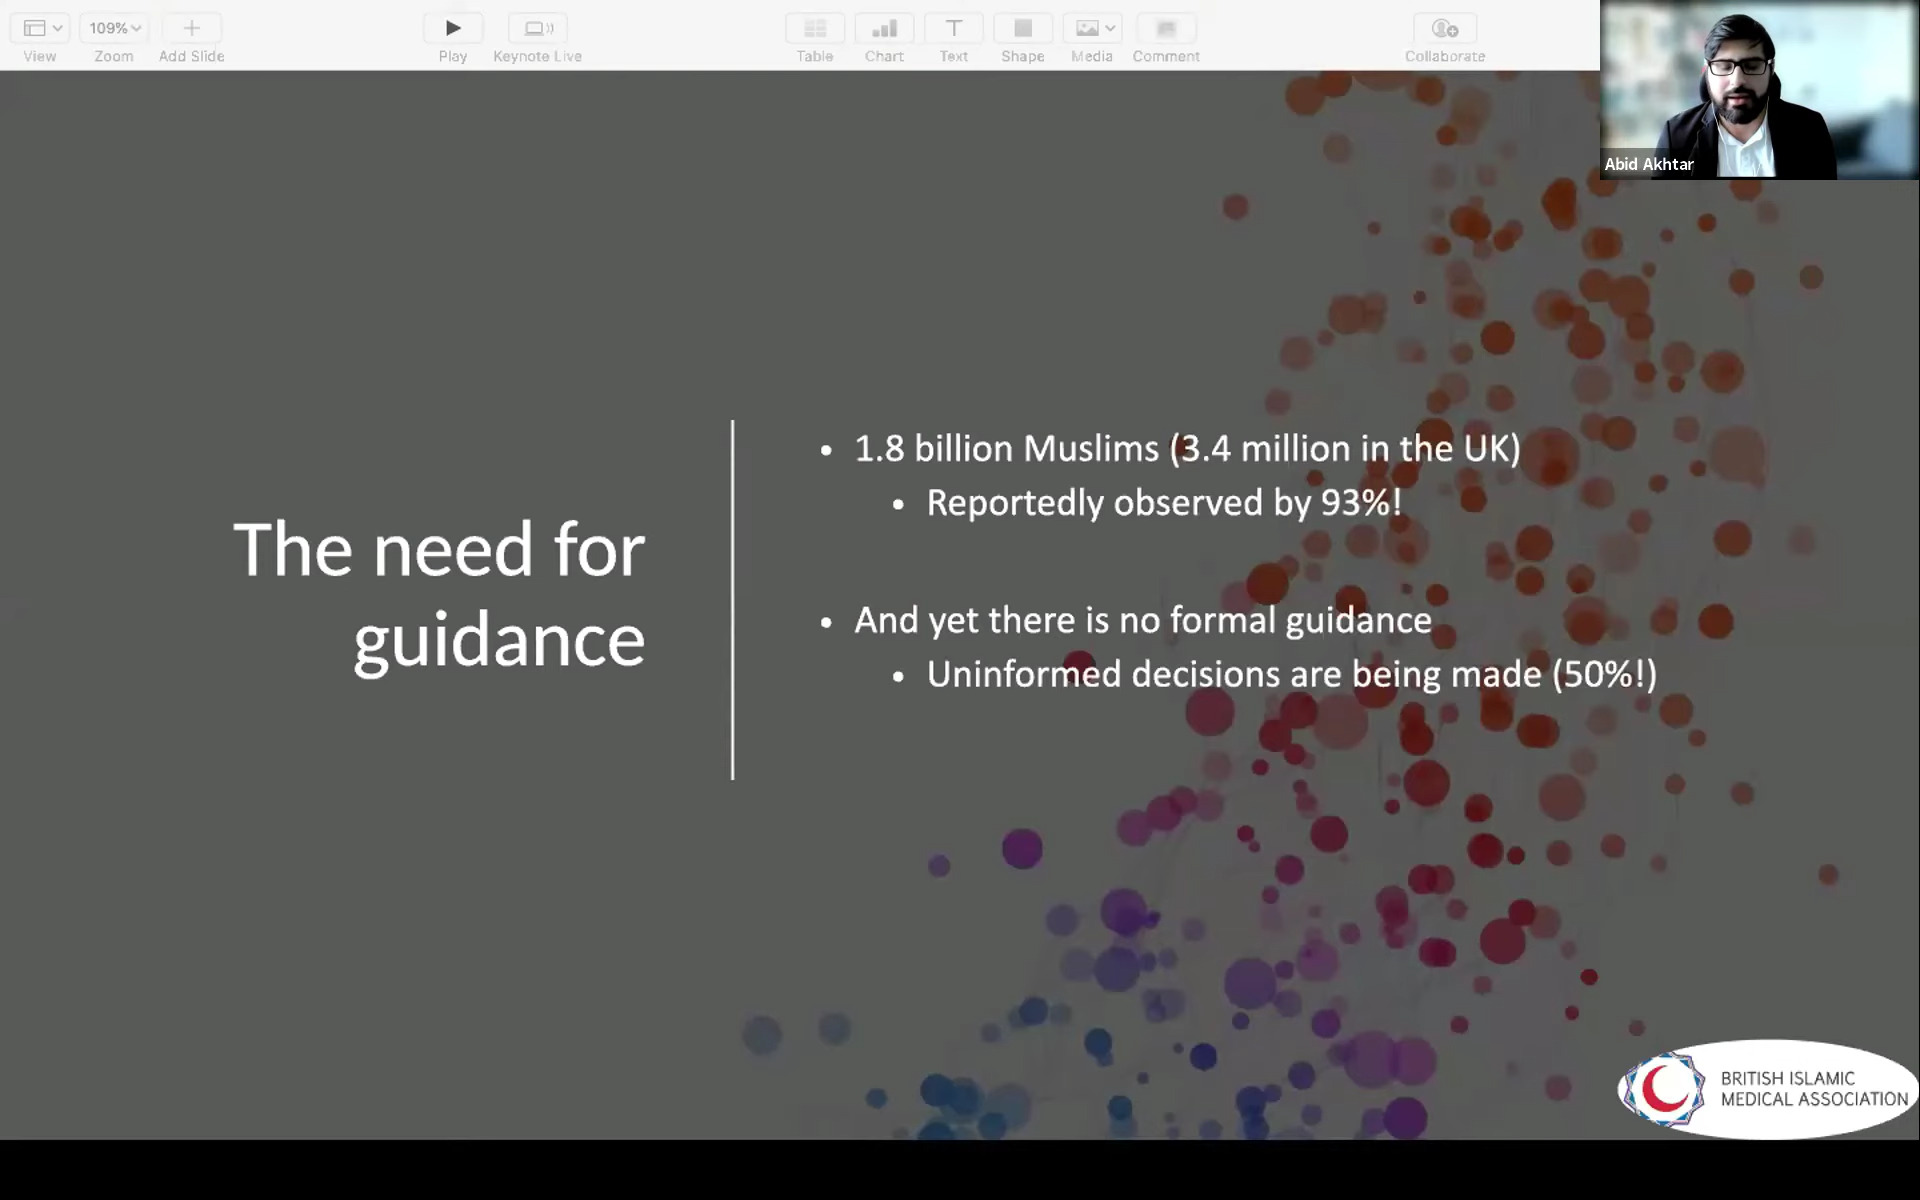 109%
View
Zoom
Add Slide
Play
Keynote Live
Table
Chart
Text
Shape
Media
Comment
Collaborate
Abid Akhtar
The need for
guidance
• 1.8 billion Muslims (3.4 million in the UK)
• Reportedly observed by 93%!
• And yet there is no formal guidance
• Uninformed decisions are being made (50%!)
BRITISH ISLAMIC
MEDICAL ASSOCIATION